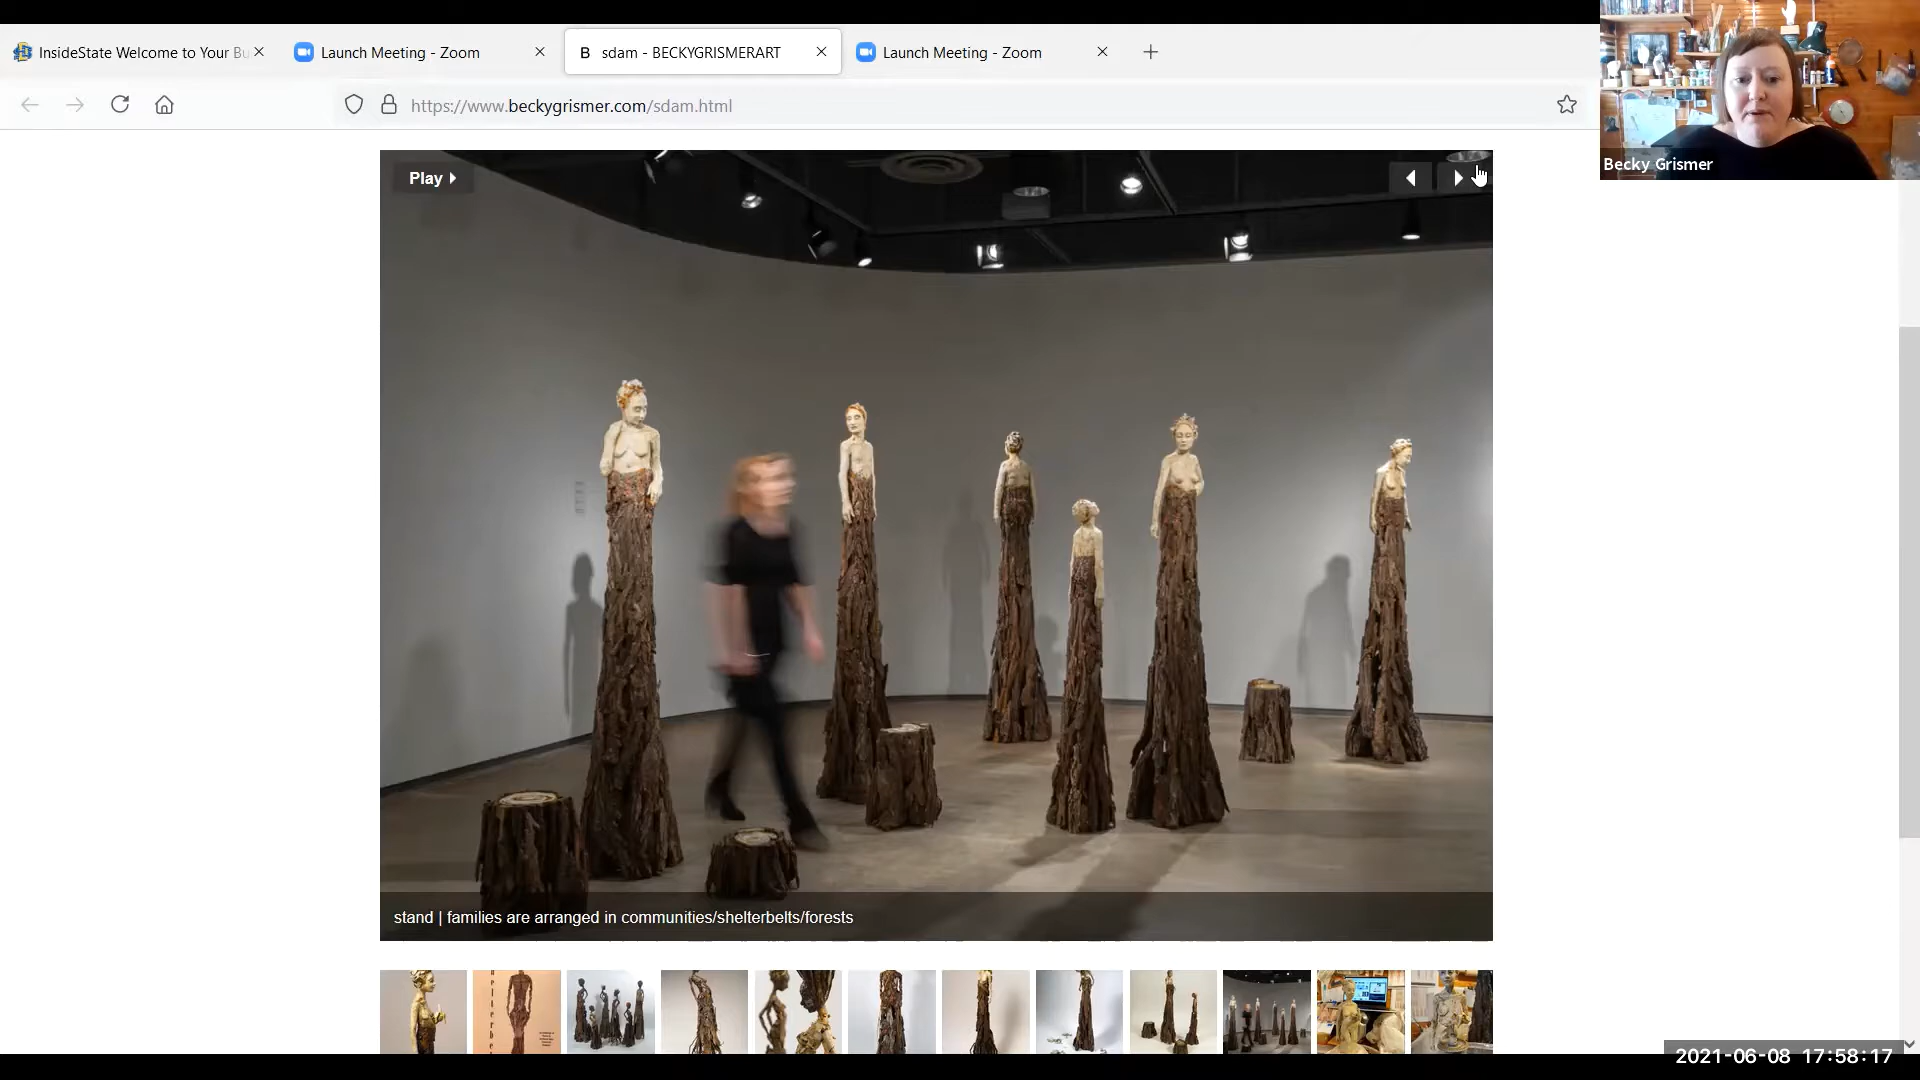 InsideState Welcome to Your Bu
Launch Meeting - Zoom
B sdam - BECKYGRISMERART
Launch Meeting - Zoom
https://www.beckygrismer.com/sdam.html
Becky Grismer
Play
stand | families are arranged in communities/shelterbelts/forests
2021-06-08 17:58:17